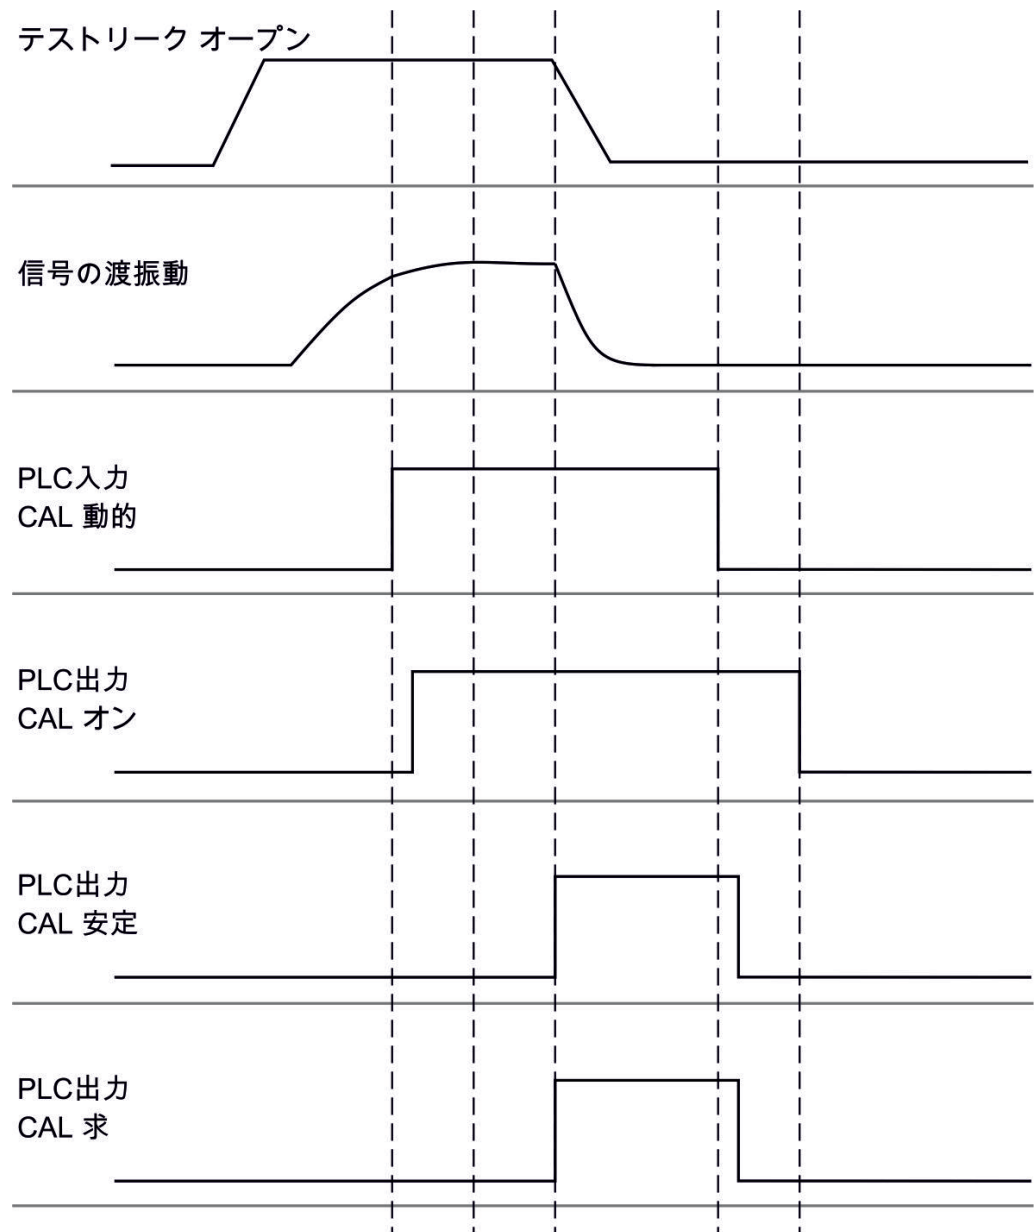 テストリーク オープン
信号の渡振動
PLC入力
CAL 動的
PLC出力
CAL オン
PLC出力
CAL 安定
PLC出力
CAL 求